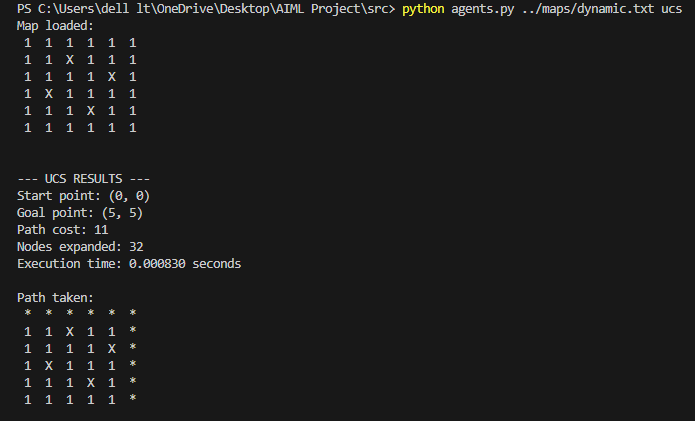 PS C:\Users\dell lt\OneDrive\Desktop\AIML Project\src> python agents.py ../maps/dynamic.txt ucs
Map loaded:
1 1 1 1 1 1
1 1 X 1 1 1
1 1 1 1 X 1
1 X 1 1 1 1
1 1 1 X 1 1
1 1 1 1 1 1
--- UCS RESULTS ---
Start point: (0, 0)
Goal point: (5, 5)
Path cost: 11
Nodes expanded: 32
Execution time: 0.000830 seconds
Path taken:
* * * * * *
1 1 X 1 1 *
1 1 1 1 X *
1 X 1 1 1 *
1 1 1 X 1 *
1 1 1 1 1 *